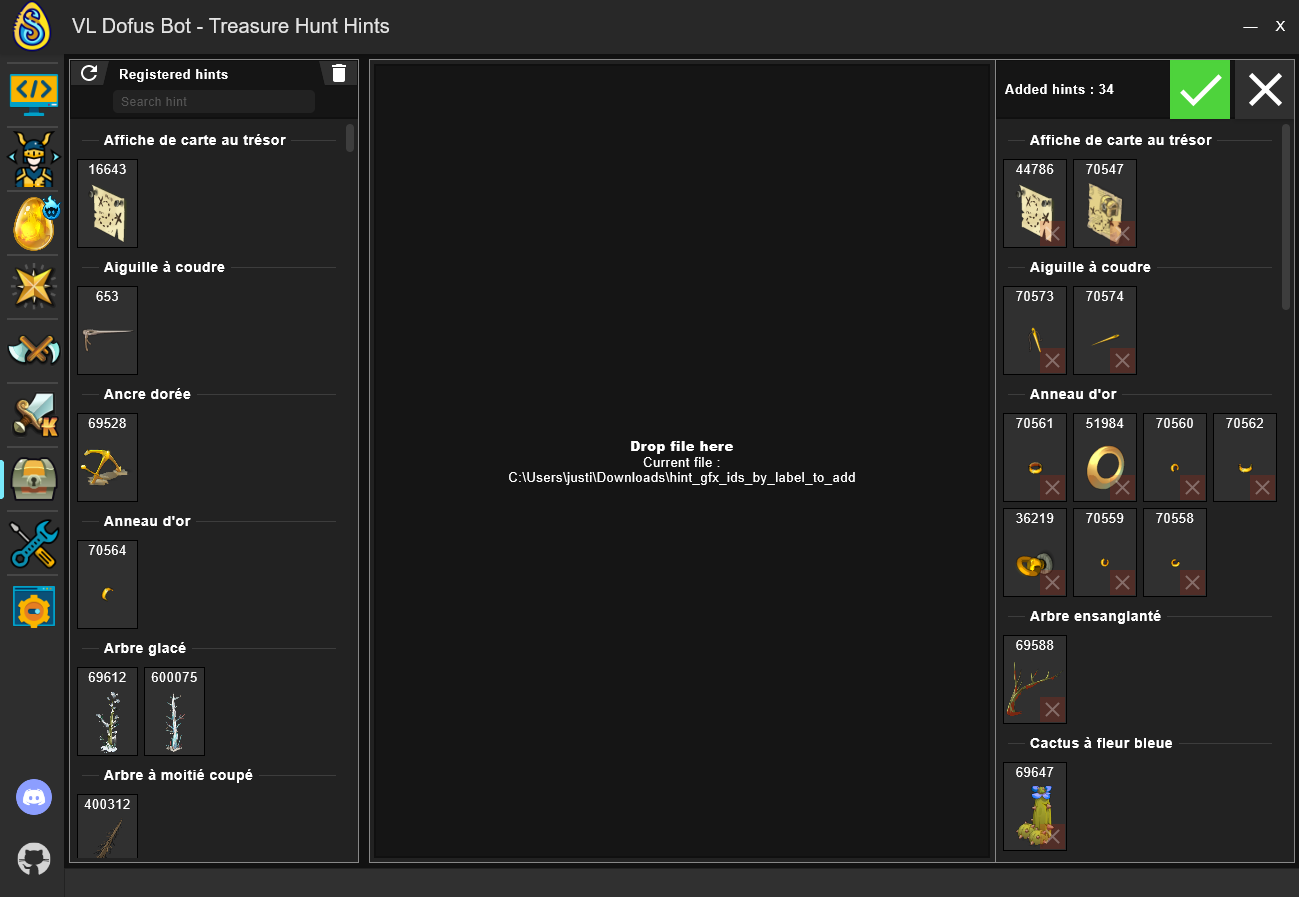 VL Dofus Bot - Treasure Hunt Hints
Registered hints
Search hint
Affiche de carte au trésor
16643
Aiguille à coudre
653
Ancre dorée
69528
Anneau d'or
70564
Arbre glacé
69612 600075
Arbre à moitié coupé
400312
Drop file here
Current file :
C:\Users\justi\Downloads\hint_gfx_ids_by_label_to_add
Added hints : 34
Affiche de carte au trésor
44786 70547
Aiguille à coudre
70573 70574
Anneau d'or
70561 51984 70560 70562
36219 70559 70558
Arbre ensanglanté
69588
Cactus à fleur bleue
69647